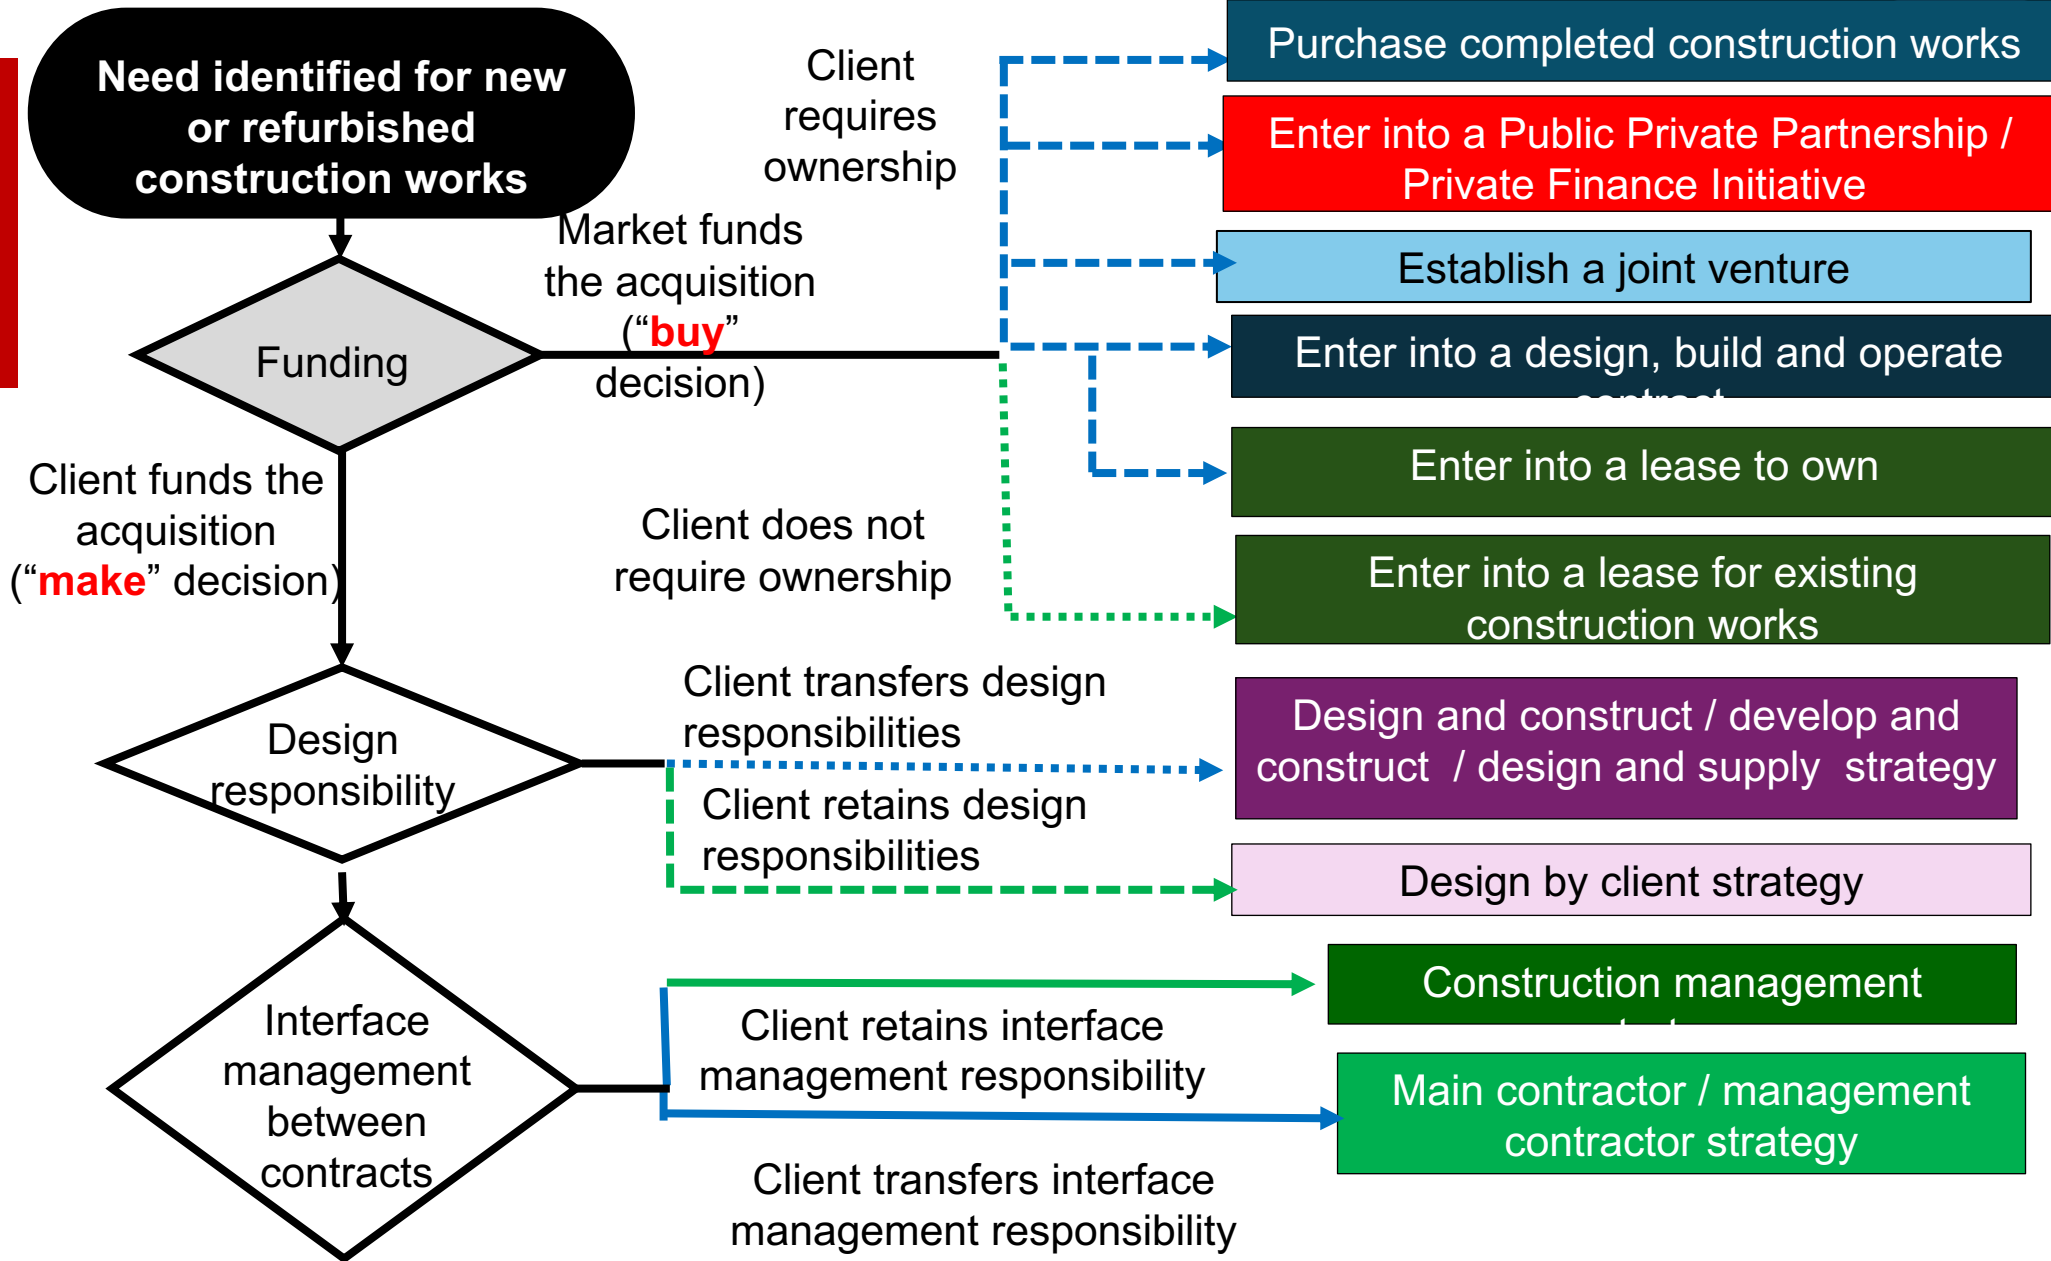 Need identified for new
or refurbished
construction works
Client
requires
ownership
Market funds
the acquisition
(“buy”
decision)
Funding
Client funds the
acquisition
(“make” decision)
Client does not
require ownership
Purchase completed construction works
Enter into a Public Private Partnership /
Private Finance Initiative
Establish a joint venture
Enter into a design, build and operate
contract
Enter into a lease to own
Enter into a lease for existing
construction works
Design
responsibility
Client transfers design
responsibilities
Client retains design
responsibilities
Design and construct / develop and
construct / design and supply strategy
Design by client strategy
Interface
management
between
contracts
Client retains interface
management responsibility
Client transfers interface
management responsibility
Construction management
Main contractor / management
contractor strategy